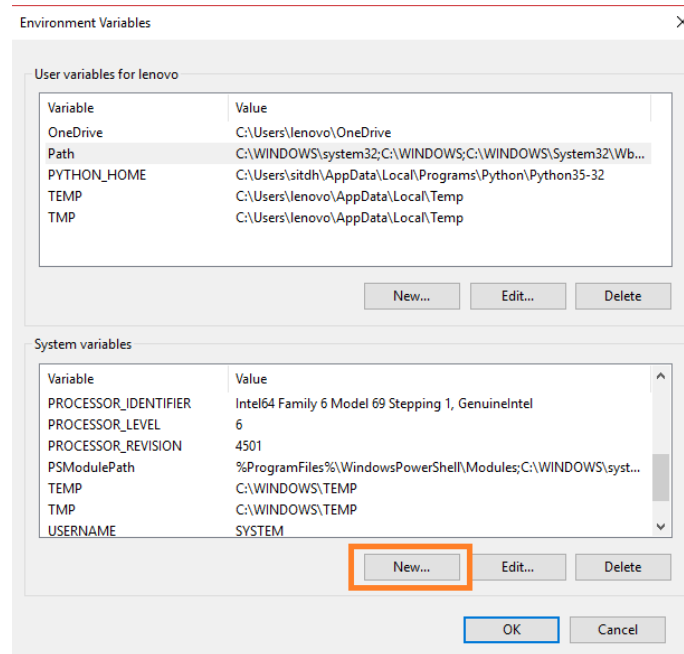 Environment Variables
User variables for lenovo
Variable Value
OneDrive C:\Users\lenovo\OneDrive
Path C:\WINDOWS\system32;C:\WINDOWS;C:\WINDOWS\System32\Wb...
PYTHON_HOME C:\Users\sitdh\AppData\Local\Programs\Python\Python35-32
TEMP C:\Users\lenovo\AppData\Local\Temp
TMP C:\Users\lenovo\AppData\Local\Temp
New... Edit... Delete
System variables
Variable Value
PROCESSOR_IDENTIFIER Intel64 Family 6 Model 69 Stepping 1, GenuineIntel
PROCESSOR_LEVEL 6
PROCESSOR_REVISION 4501
PSModulePath %ProgramFiles%\WindowsPowerShell\Modules;C:\WINDOWS\syst...
TEMP C:\WINDOWS\TEMP
TMP C:\WINDOWS\TEMP
USERNAME SYSTEM
New... Edit... Delete
OK Cancel